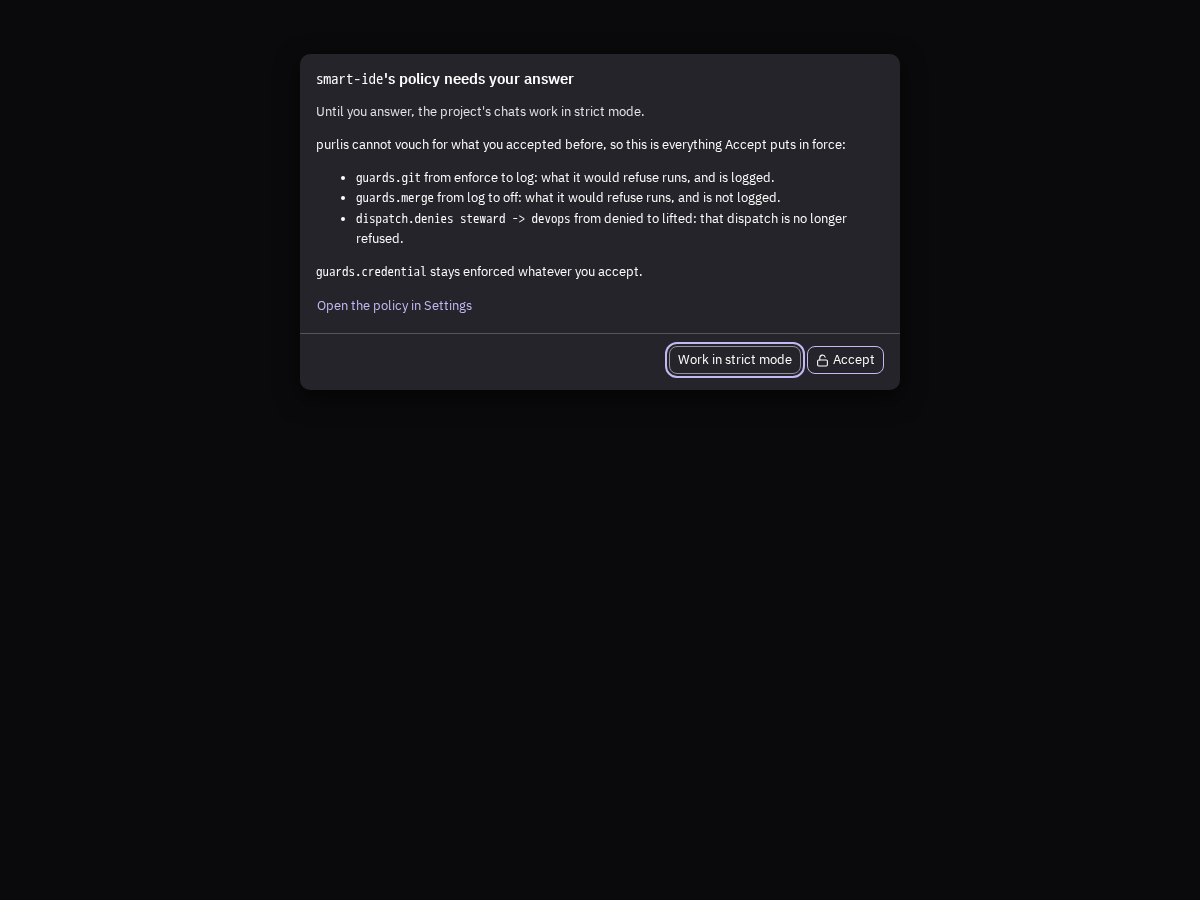 smart-ide's policy needs your answer
Until you answer, the project's chats work in strict mode.
purlis cannot vouch for what you accepted before, so this is everything Accept puts in force:
• guards.git from enforce to log: what it would refuse runs, and is logged.
• guards.merge from log to off: what it would refuse runs, and is not logged.
• dispatch.denies steward -> devops from denied to lifted: that dispatch is no longer
refused.
guards.credential stays enforced whatever you accept.
Open the policy in Settings
Work in strict mode
Accept